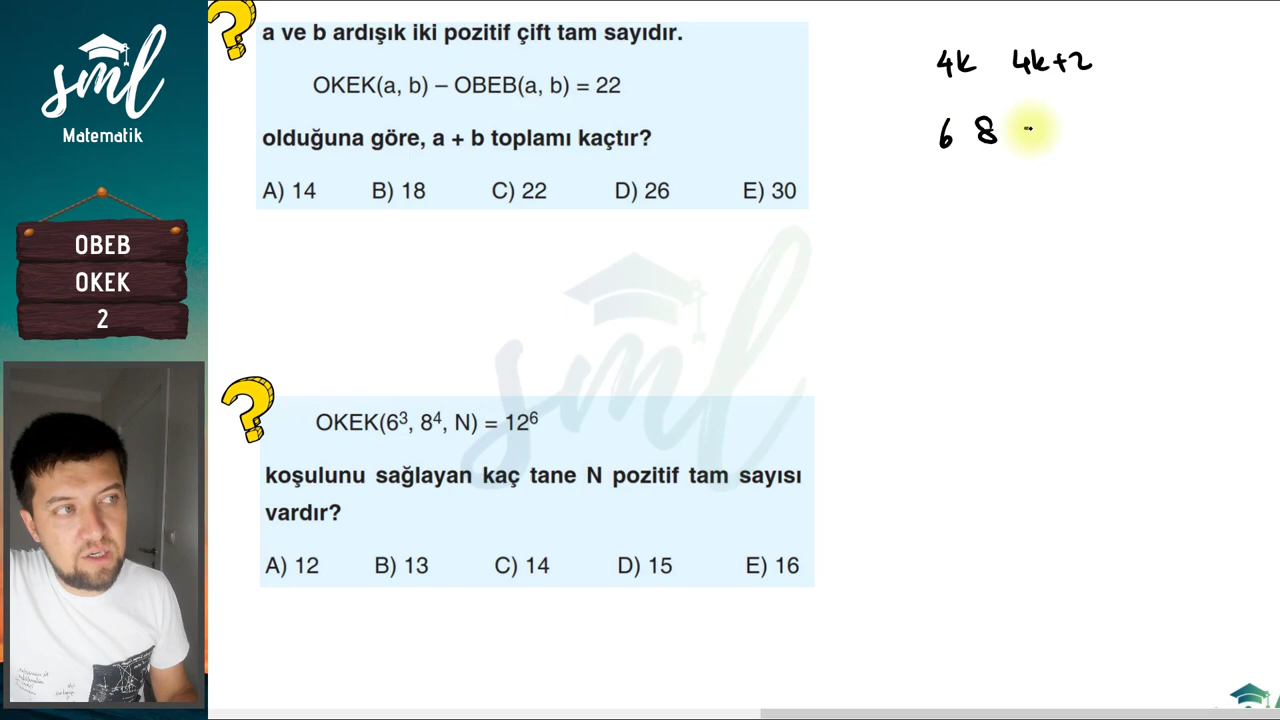 sml
Matematik
OBEB
OKEK
2
a ve b ardışık iki pozitif çift tam sayıdır.
OKEK(a, b) – OBEB(a, b) = 22
olduğuna göre, a + b toplamı kaçtır?
A) 14 B) 18 C) 22 D) 26 E) 30
4k 4k+2
6 8
sml
OKEK(6³, 8⁴, N) = 12⁶
koşulunu sağlayan kaç tane N pozitif tam sayısı
vardır?
A) 12 B) 13 C) 14 D) 15 E) 16